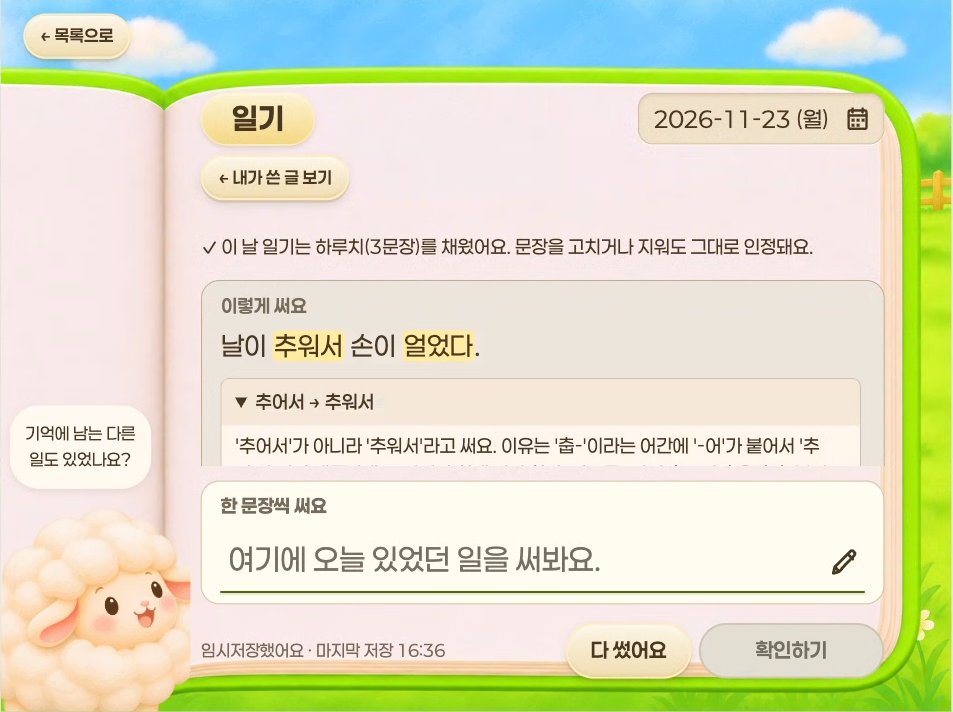 ← 목록으로
일기
2026-11-23 (월)
← 내가 쓴 글 보기
✓ 이 날 일기는 하루치(3문장)를 채웠어요. 문장을 고치거나 지워도 그대로 인정돼요.
이렇게 써요
날이 추워서 손이 얼었다.
▼ 추어서 → 추워서
'추어서'가 아니라 '추워서'라고 써요. 이유는 '춥-'이라는 어간에 '-어'가 붙어서 '추
기억에 남는 다른
일도 있었나요?
한 문장씩 써요
여기에 오늘 있었던 일을 써봐요.
임시저장했어요 · 마지막 저장 16:36
다 썼어요
확인하기